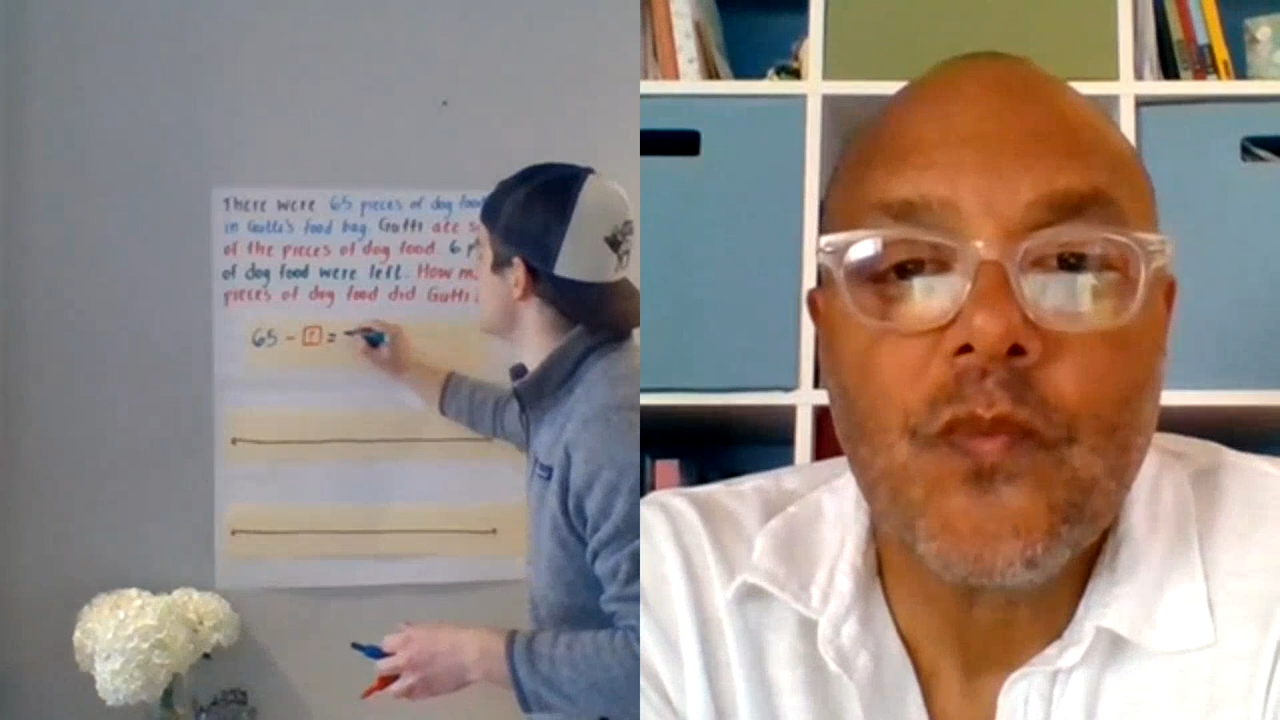 There were 65 pieces of dog food
in Gutti's food bag. Gutti ate s
of the pieces of dog food. 6 p
of dog food were left. How m
pieces of dog food did Gutti
65 - ? =